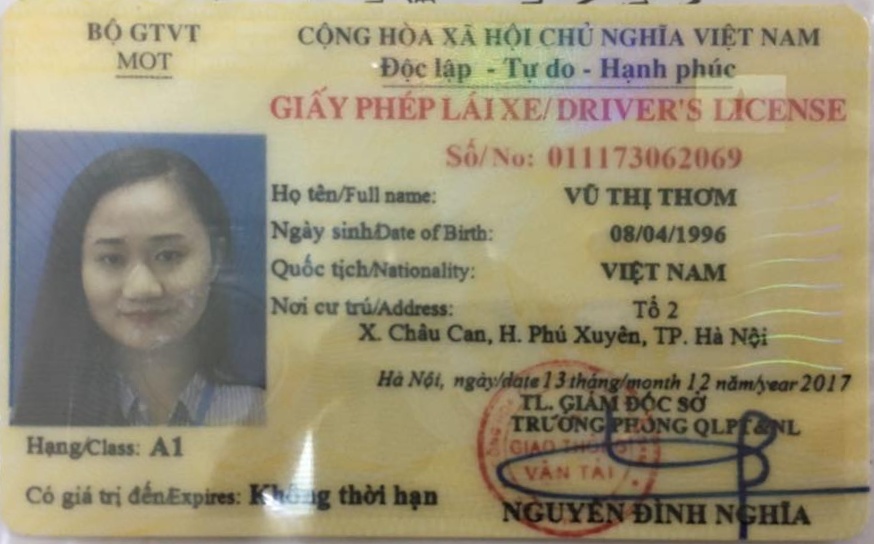 BỘ GTVT
MOT
CỘNG HÒA XÃ HỘI CHỦ NGHĨA VIỆT NAM
Độc lập - Tự do - Hạnh phúc
GIẤY PHÉP LÁI XE/ DRIVER'S LICENSE
Số/No: 011173062069
Họ tên/Full name: VŨ THỊ THƠM
Ngày sinh/Date of Birth: 08/04/1996
Quốc tịch/Nationality: VIỆT NAM
Nơi cư trú/Address: Tổ 2
X. Châu Can, H. Phú Xuyên, TP. Hà Nội
Hà Nội, ngày/date 13 tháng/month 12 năm/year 2017
TL. GIÁM ĐỐC SỞ
TRƯỞNG PHÒNG QLPT&NL
GIAO THÔNG
VẬN TẢI
Hạng/Class: A1
Có giá trị đến/Expires: Không thời hạn
NGUYỄN ĐÌNH NGHĨA